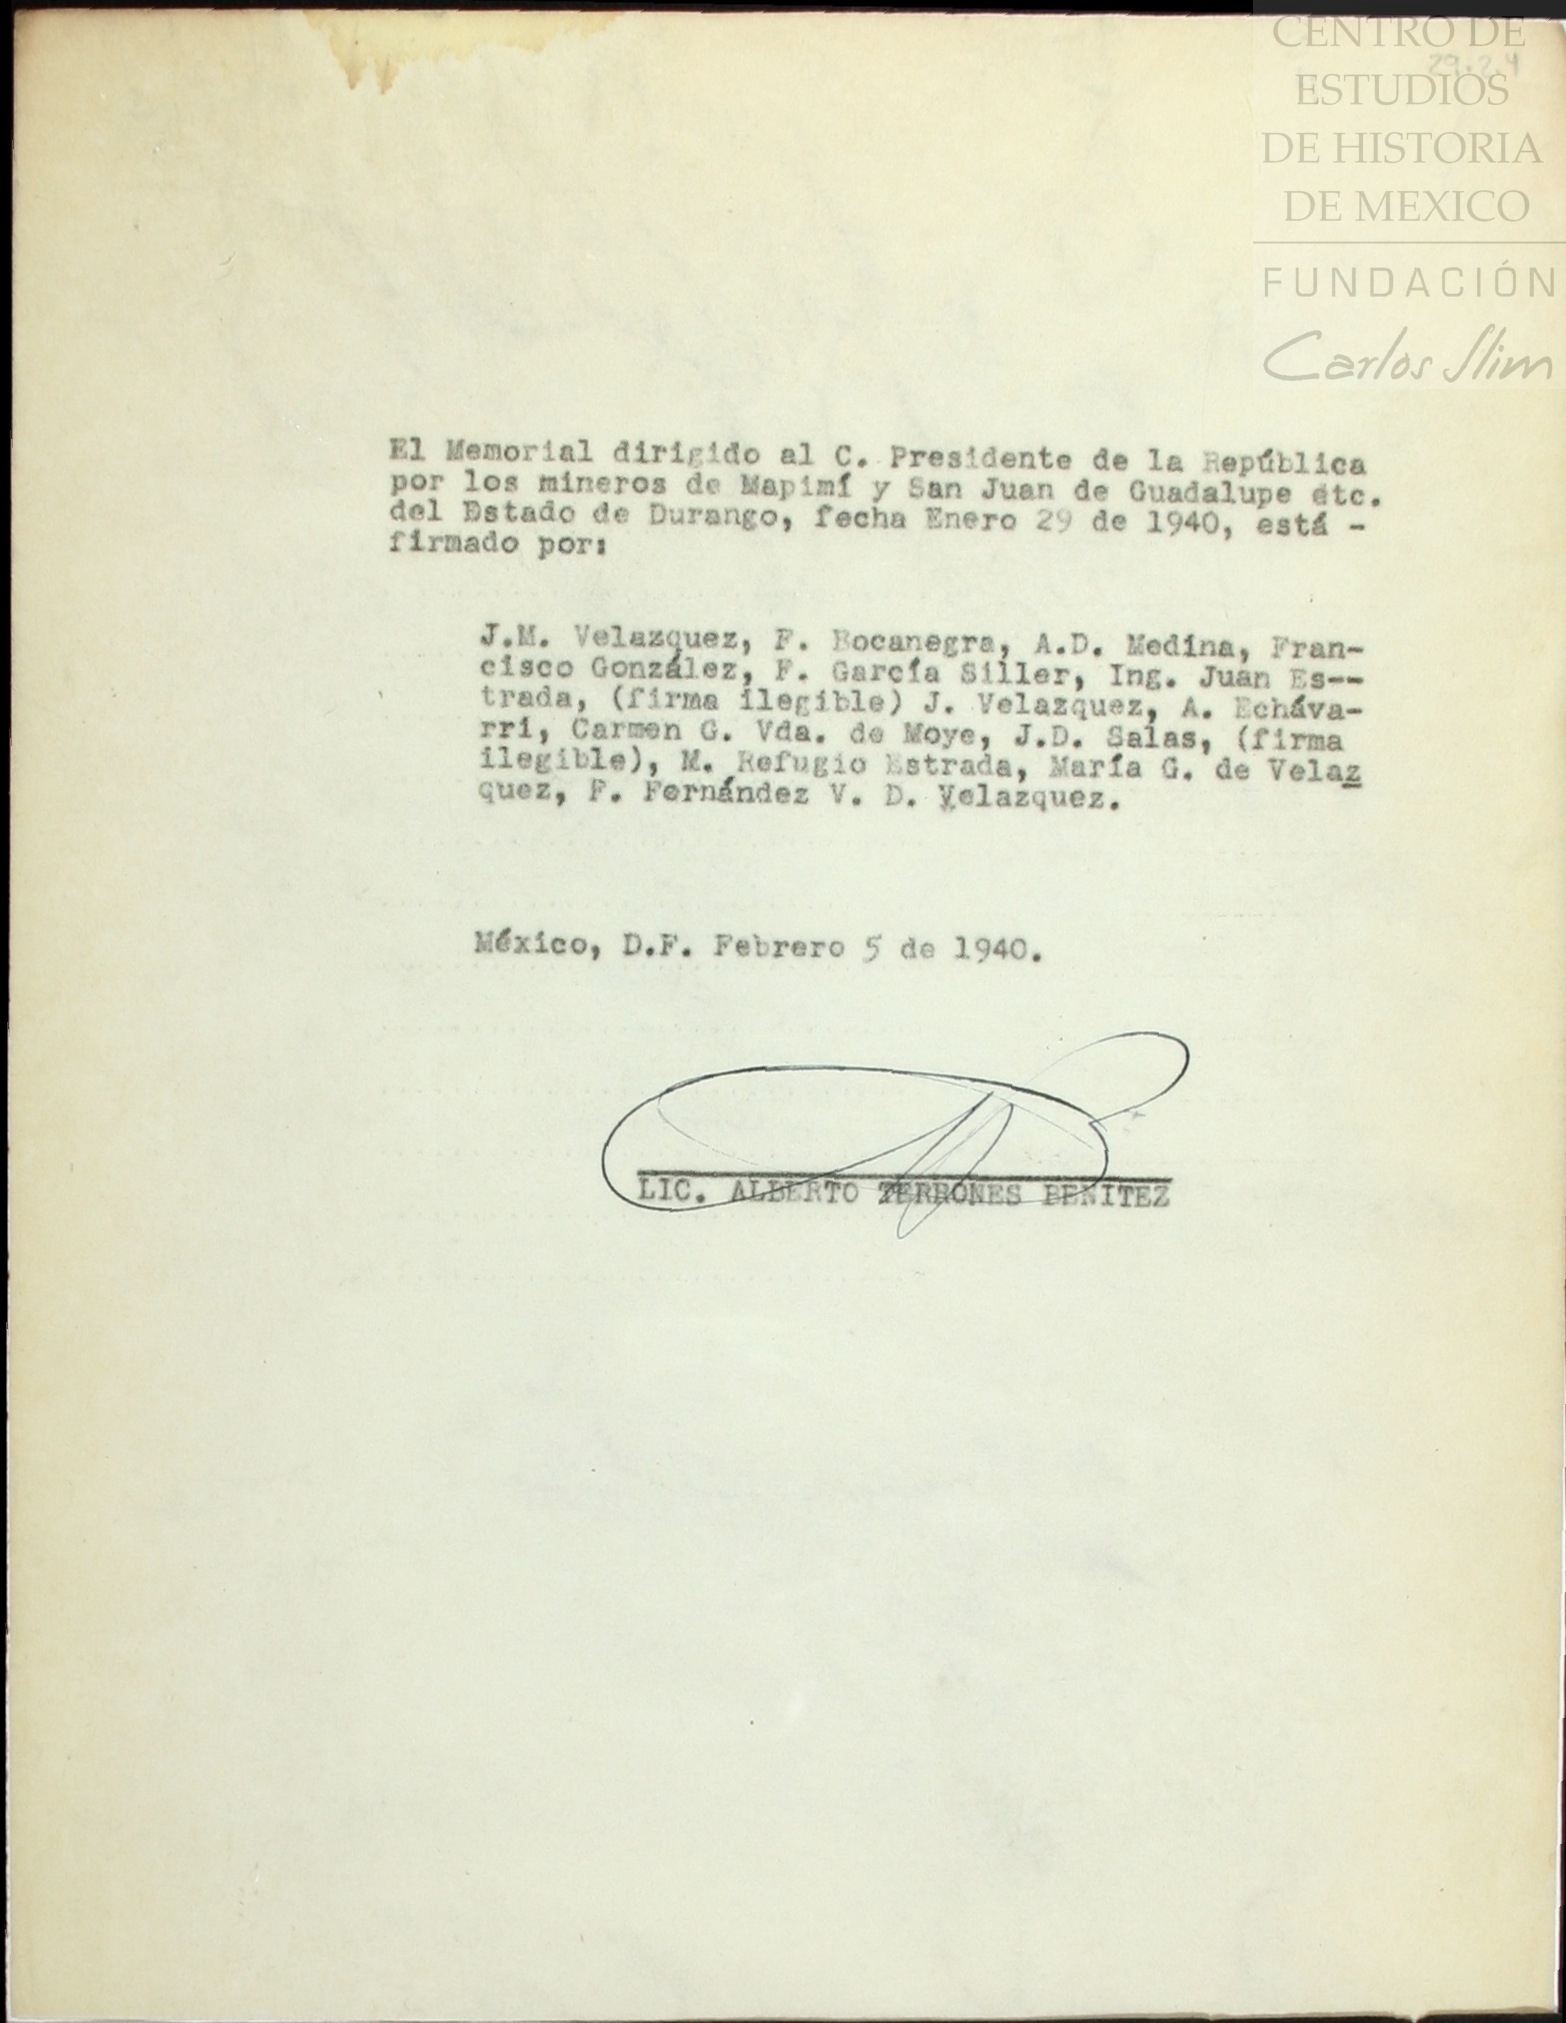 CENTRO DE
29.2.4
ESTUDIOS
DE HISTORIA
DE MEXICO
FUNDACIÓN
Carlos Slim
El Memorial dirigido al C. Presidente de la República
por los mineros de Mapimí y San Juan de Guadalupe etc.
del Estado de Durango, fecha Enero 29 de 1940, está -
firmado por:
J.M. Velazquez, F. Bocanegra, A.D. Medina, Fran-
cisco González, F. García Siller, Ing. Juan Es--
trada, (firma ilegible) J. Velazquez, A. Echáva-
rri, Carmen G. Vda. de Moye, J.D. Salas, (firma
ilegible), M. Refugio Estrada, María G. de Velaz
quez, F. Fernández V. D. Velazquez.
México, D.F. Febrero 5 de 1940.
LIC. ALBERTO TERRONES BENITEZ